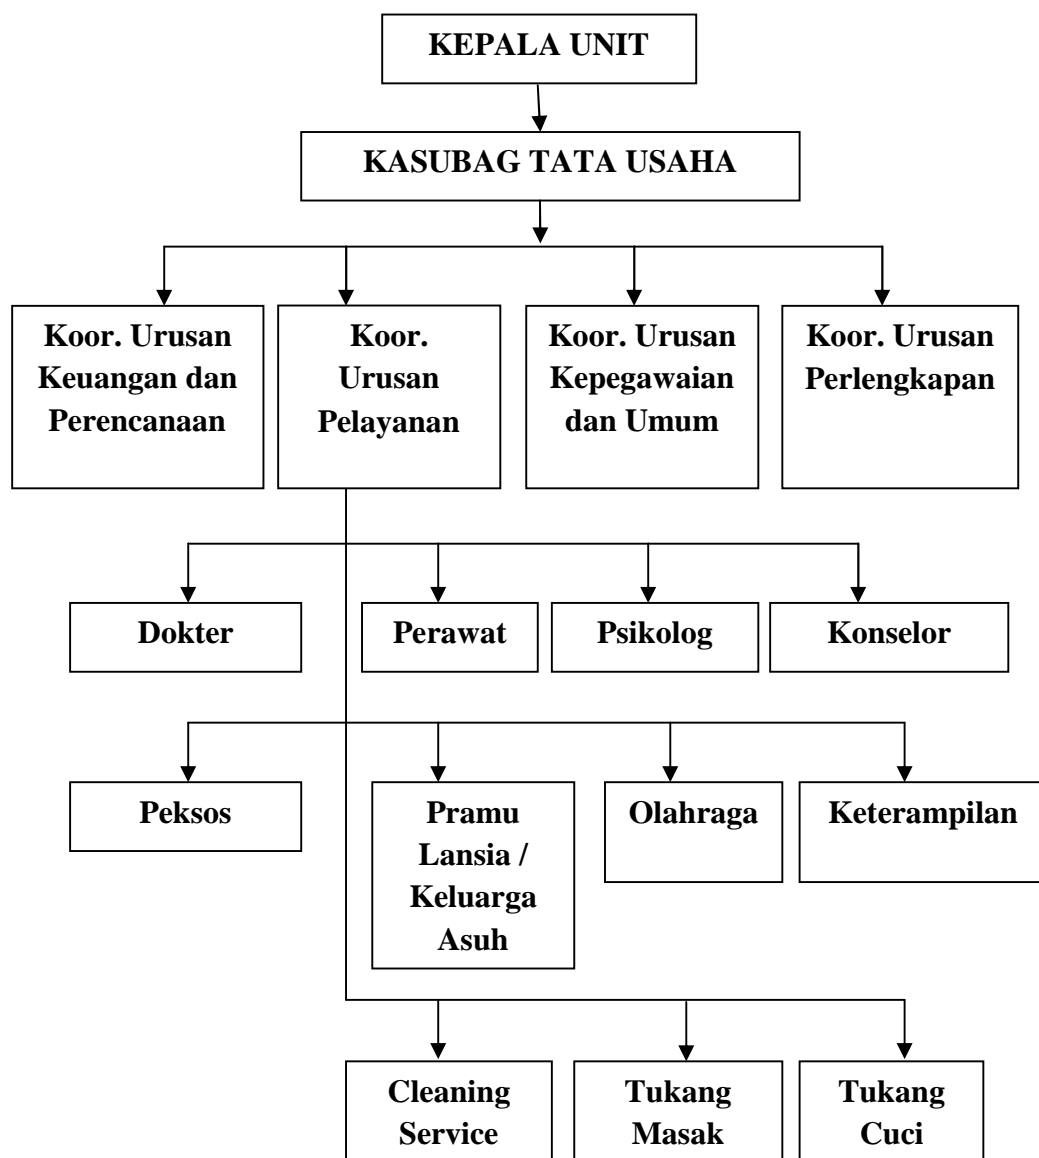 KEPALA UNIT
KASUBAG TATA USAHA
Koor. Urusan
Keuangan dan
Perencanaan
Koor.
Urusan
Pelayanan
Koor. Urusan
Kepegawaian
dan Umum
Koor. Urusan
Perlengkapan
Dokter
Perawat
Psikolog
Konselor
Peksos
Pramu
Lansia /
Keluarga
Asuh
Olahraga
Keterampilan
Cleaning
Service
Tukang
Masak
Tukang
Cuci